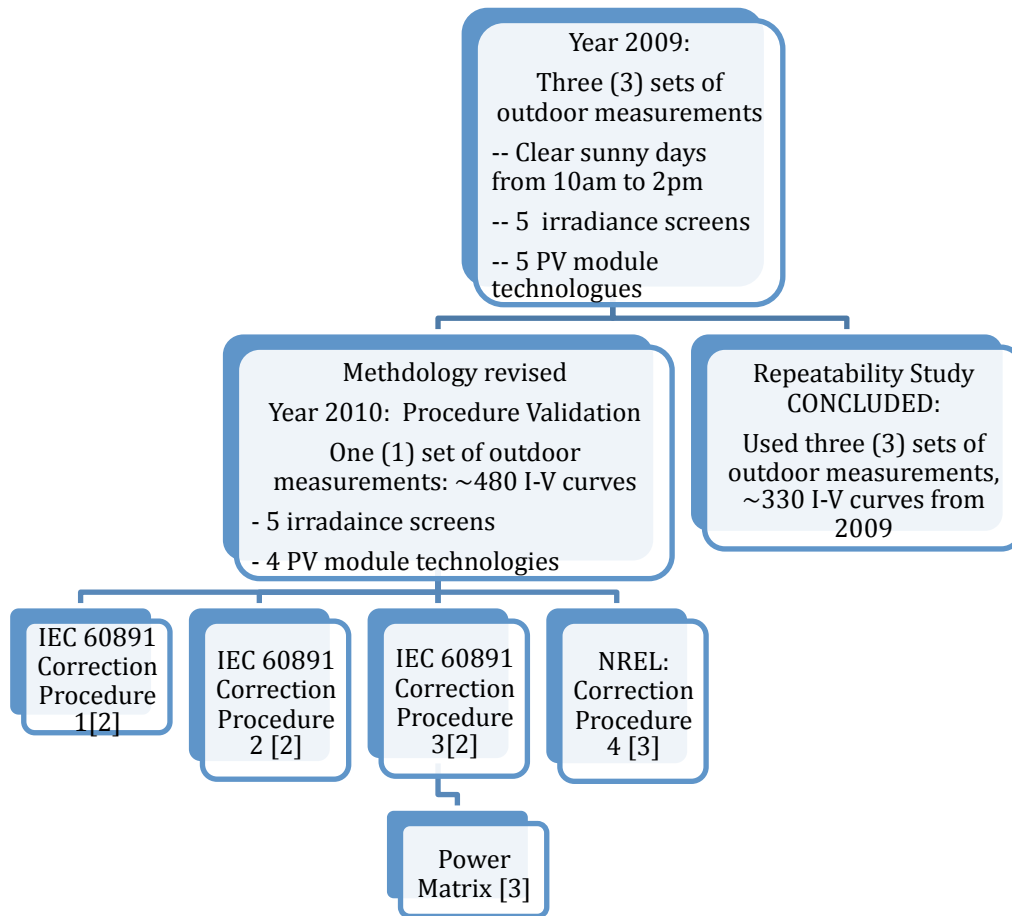 Year 2009:
Three (3) sets of
outdoor measurements
-- Clear sunny days
from 10am to 2pm
-- 5 irradiance screens
-- 5 PV module
technologues
Methdology revised
Year 2010: Procedure Validation
One (1) set of outdoor
measurements: ~480 I-V curves
- 5 irradaince screens
- 4 PV module technologies
Repeatability Study
CONCLUDED:
Used three (3) sets of
outdoor measurements,
~330 I-V curves from
2009
IEC 60891
Correction
Procedure
1[2]
IEC 60891
Correction
Procedure
2 [2]
IEC 60891
Correction
Procedure
3[2]
NREL:
Correction
Procedure
4 [3]
Power
Matrix [3]